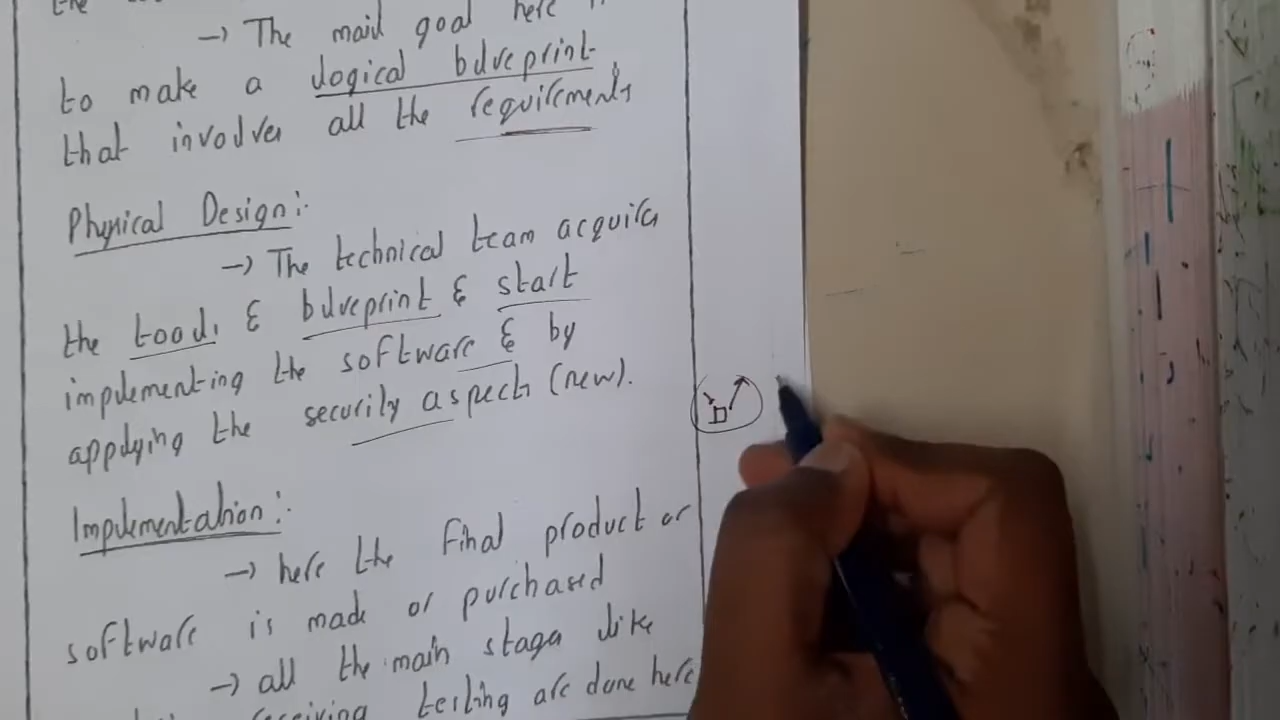 the
→ The main goal here
to make a logical blueprint
that involves all the requirements
Physical Design:-
→ The technical team acquires
the tools & blueprint & start
implementing the software & by
applying the security aspects (new).
Implementation:-
→ here the final product or
software is made or purchased
→ all the main stages like
receiving testing are done here